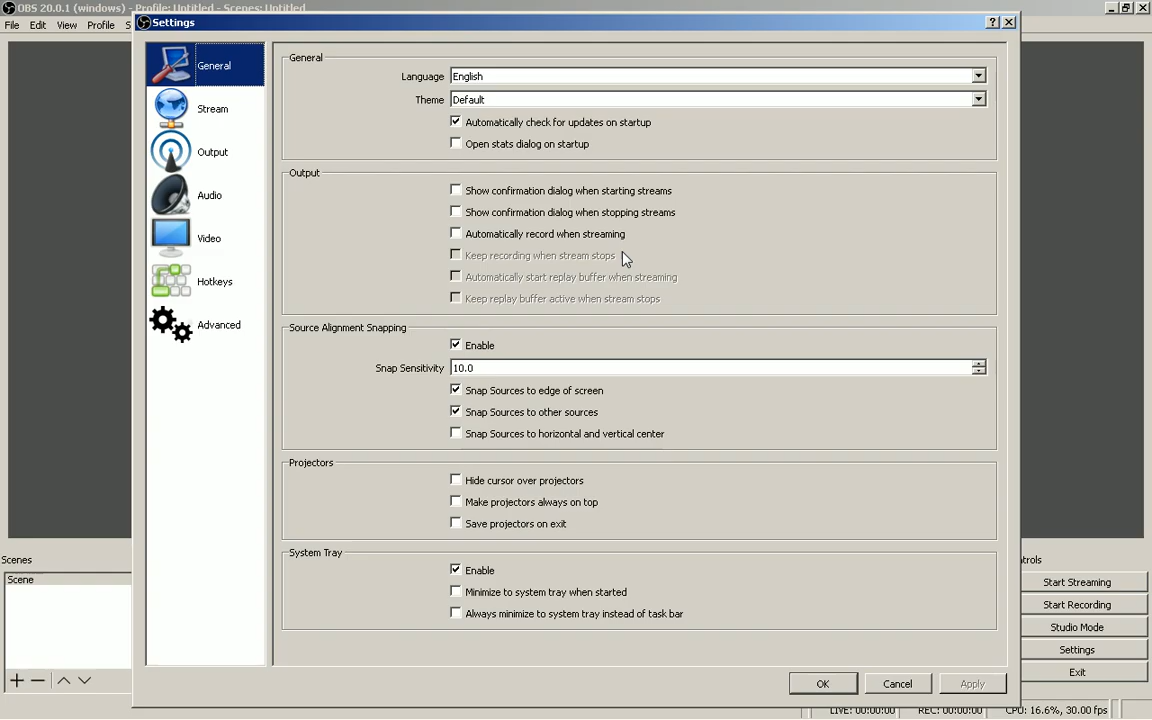 OBS 20.0.1 (windows) - Profile: Untitled - Scenes: Untitled
File Edit View Profile S
Settings
General
Stream
Output
Audio
Video
Hotkeys
Advanced
General
Language English
Theme Default
Automatically check for updates on startup
Open stats dialog on startup
Output
Show confirmation dialog when starting streams
Show confirmation dialog when stopping streams
Automatically record when streaming
Keep recording when stream stops
Automatically start replay buffer when streaming
Keep replay buffer active when stream stops
Source Alignment Snapping
Enable
Snap Sensitivity 10.0
Snap Sources to edge of screen
Snap Sources to other sources
Snap Sources to horizontal and vertical center
Projectors
Hide cursor over projectors
Make projectors always on top
Save projectors on exit
System Tray
Enable
Minimize to system tray when started
Always minimize to system tray instead of task bar
OK Cancel Apply
Scenes
Scene
trols
Start Streaming
Start Recording
Studio Mode
Settings
Exit
LIVE: 00:00:00 REC: 00:00:00 CPU: 16.6%, 30.00 fps